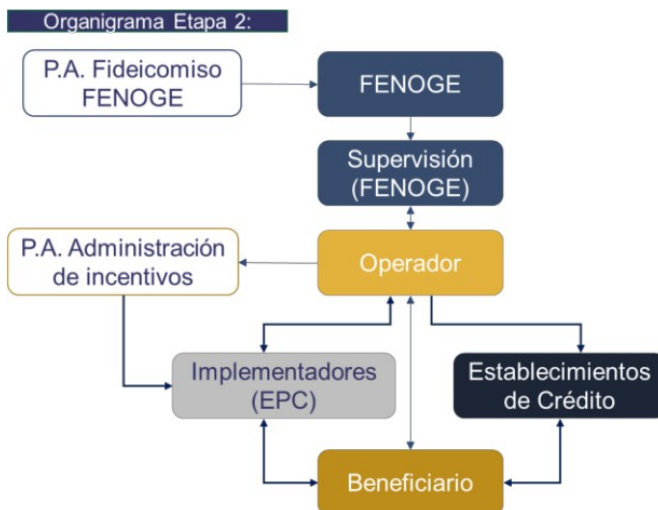 Organigrama Etapa 2:
P.A. Fideicomiso
FENOGE
FENOGE
Supervisión
(FENOGE)
P.A. Administración
de incentivos
Operador
Implementadores
(EPC)
Establecimientos
de Crédito
Beneficiario